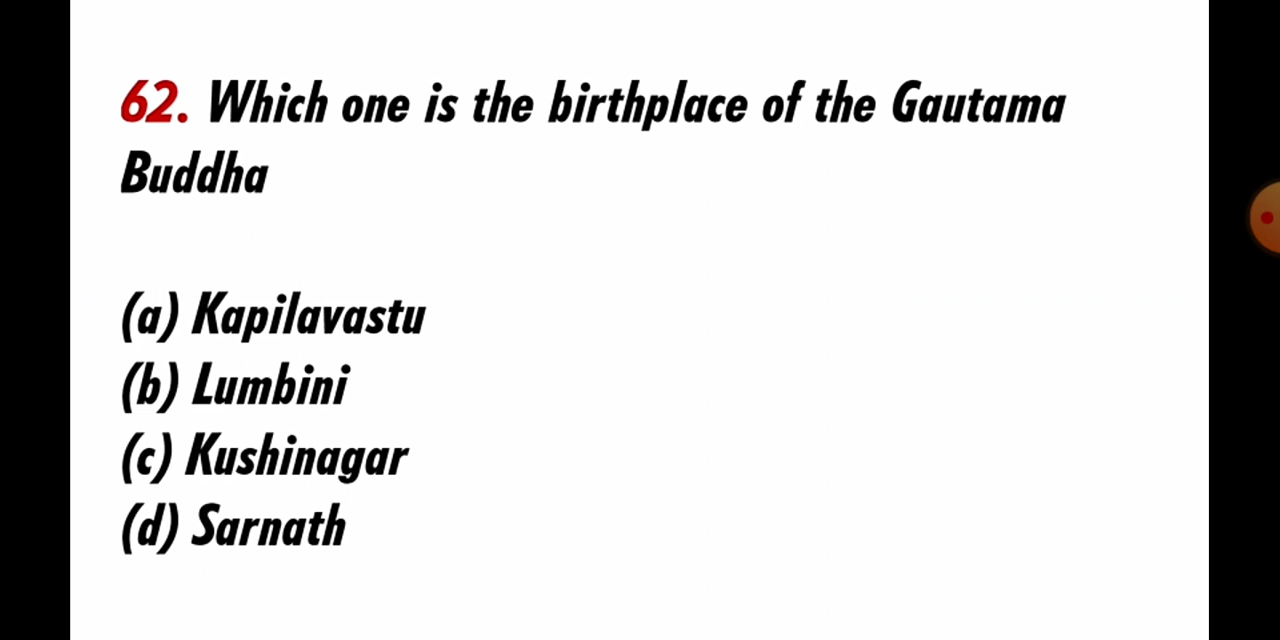 62. Which one is the birthplace of the Gautama
Buddha
(a) Kapilavastu
(b) Lumbini
(c) Kushinagar
(d) Sarnath